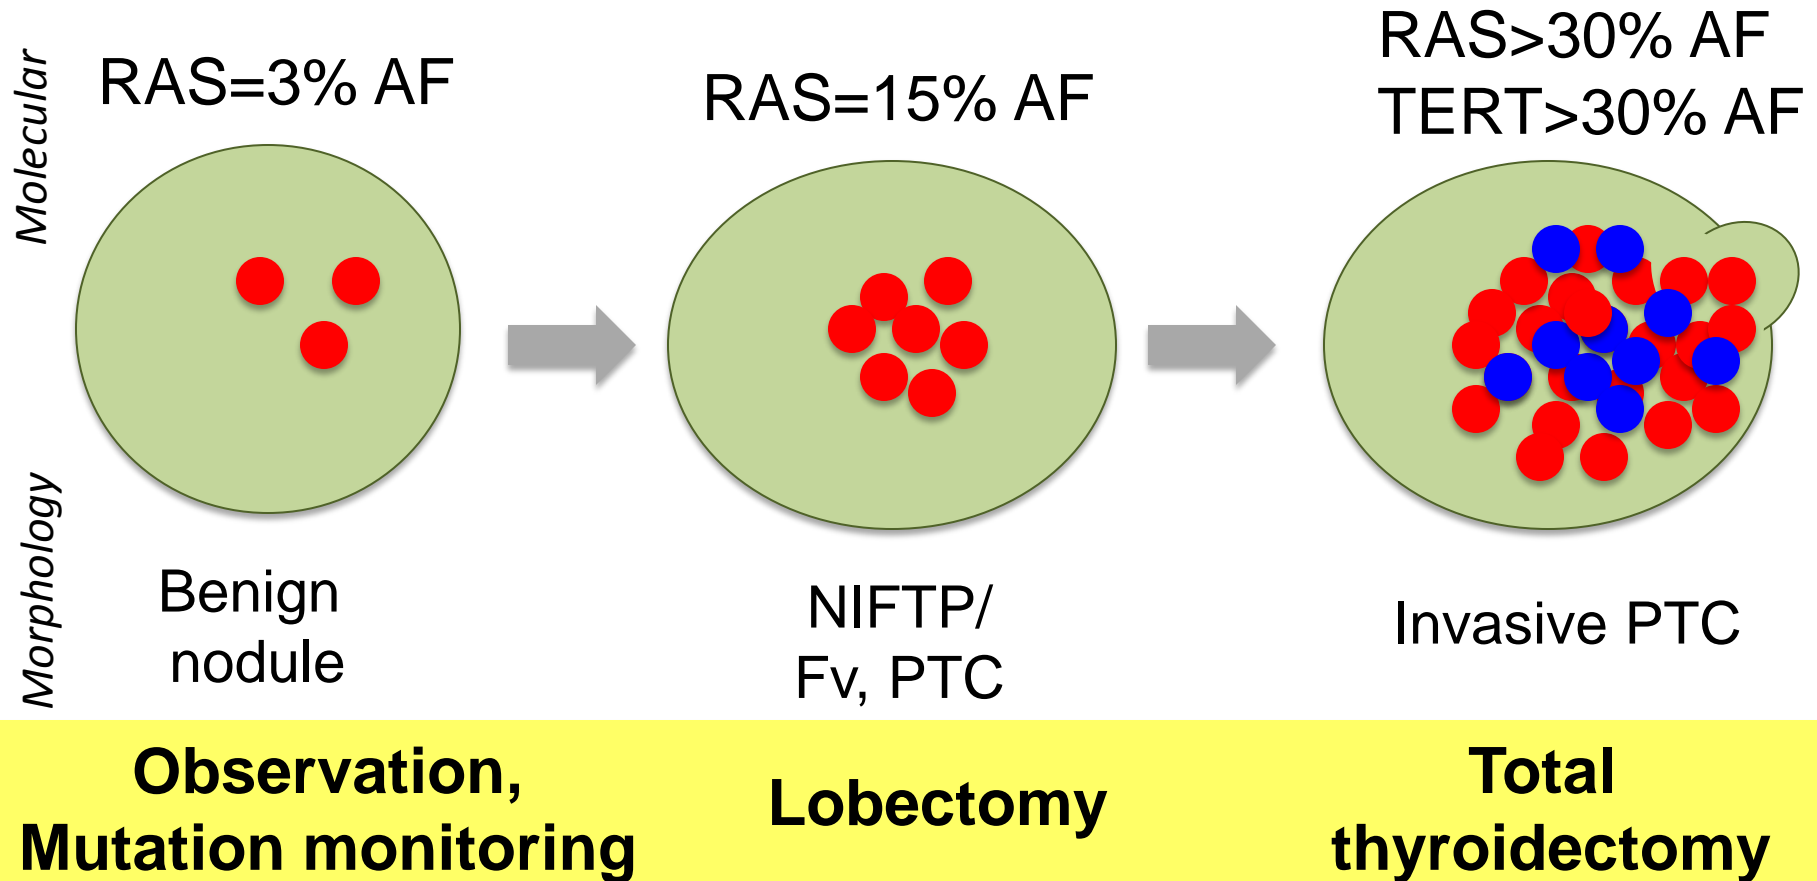 Molecular
RAS=3% AF
RAS=15% AF
RAS>30% AF
TERT>30% AF
Morphology
Benign
nodule
NIFTP/
Fv, PTC
Invasive PTC
Observation,
Mutation monitoring
Lobectomy
Total
thyroidectomy